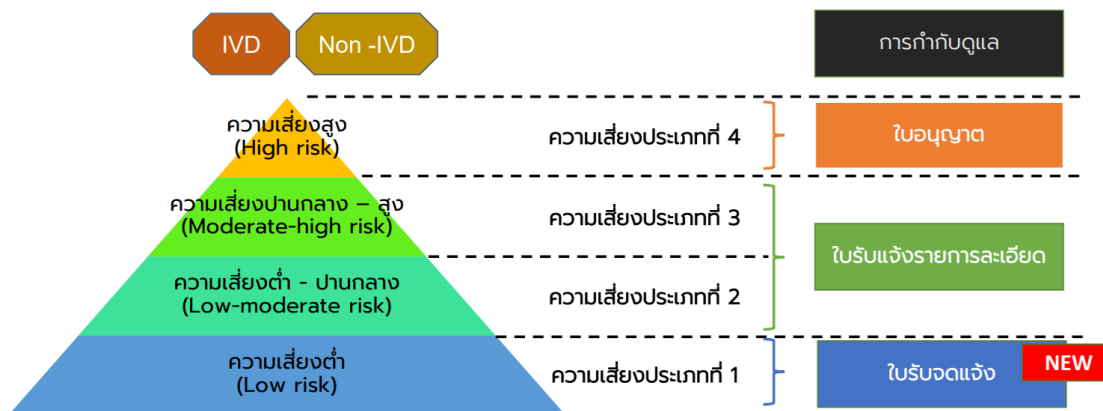 IVD
Non -IVD
การกำกับดูแล
ความเสี่ยงสูง
(High risk)
ความเสี่ยงประเภทที่ 4
ใบอนุญาต
ความเสี่ยงปานกลาง – สูง
(Moderate-high risk)
ความเสี่ยงประเภทที่ 3
ใบรับแจ้งรายการละเอียด
ความเสี่ยงต่ำ - ปานกลาง
(Low-moderate risk)
ความเสี่ยงประเภทที่ 2
ความเสี่ยงต่ำ
(Low risk)
ความเสี่ยงประเภทที่ 1
ใบรับจดแจ้ง
NEW